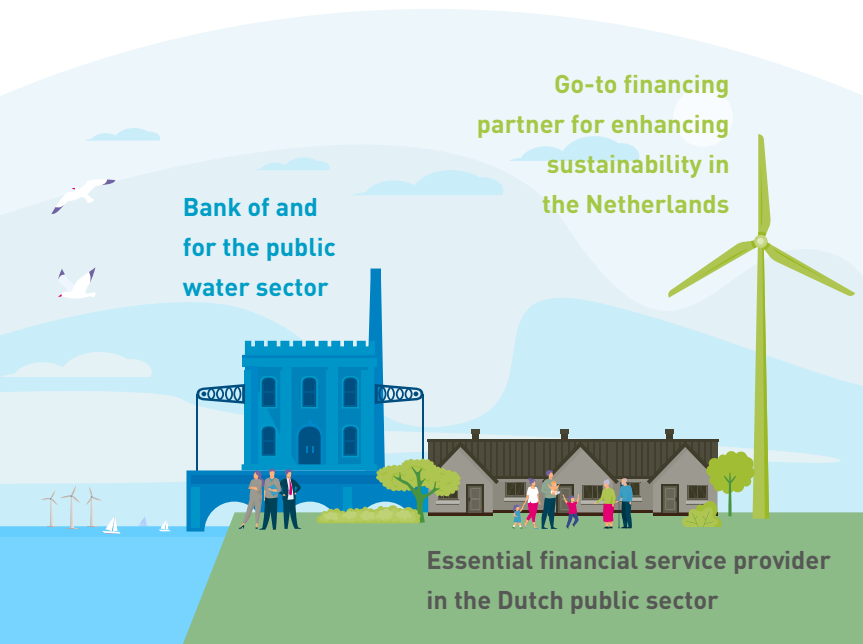 Go-to financing
partner for enhancing
sustainability in
the Netherlands
Bank of and
for the public
water sector
Essential financial service provider
in the Dutch public sector